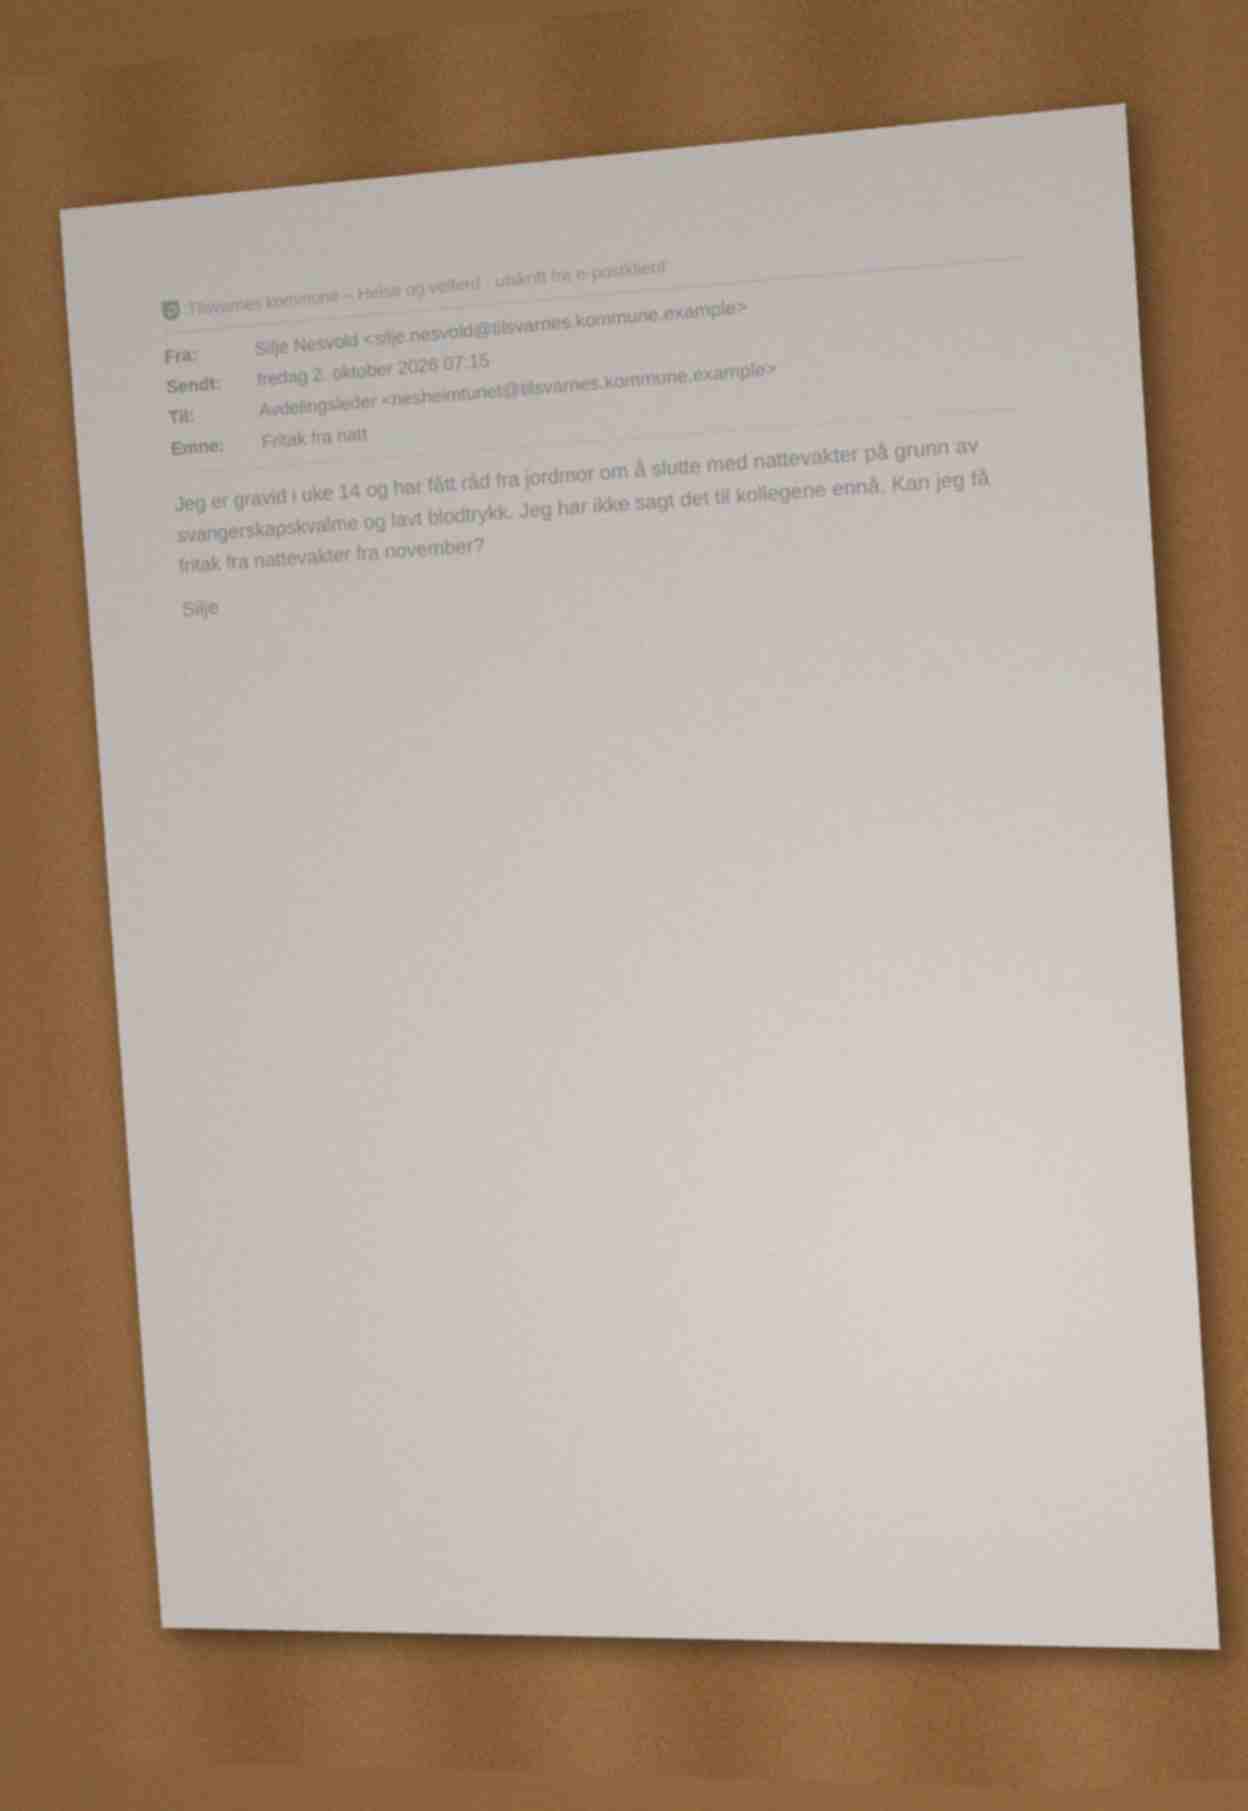 Tilsvarnes kommune – Helse og velferd · utskrift fra e-postklient
Fra: Silje Nesvold <silje.nesvold@tilsvarnes.kommune.example>
Sendt: fredag 2. oktober 2026 07:15
Til: Avdelingsleder <nesheimtunet@tilsvarnes.kommune.example>
Emne: Fritak fra natt
Jeg er gravid i uke 14 og har fått råd fra jordmor om å slutte med nattevakter på grunn av
svangerskapskvalme og lavt blodtrykk. Jeg har ikke sagt det til kollegene ennå. Kan jeg få
fritak fra nattevakter fra november?
Silje